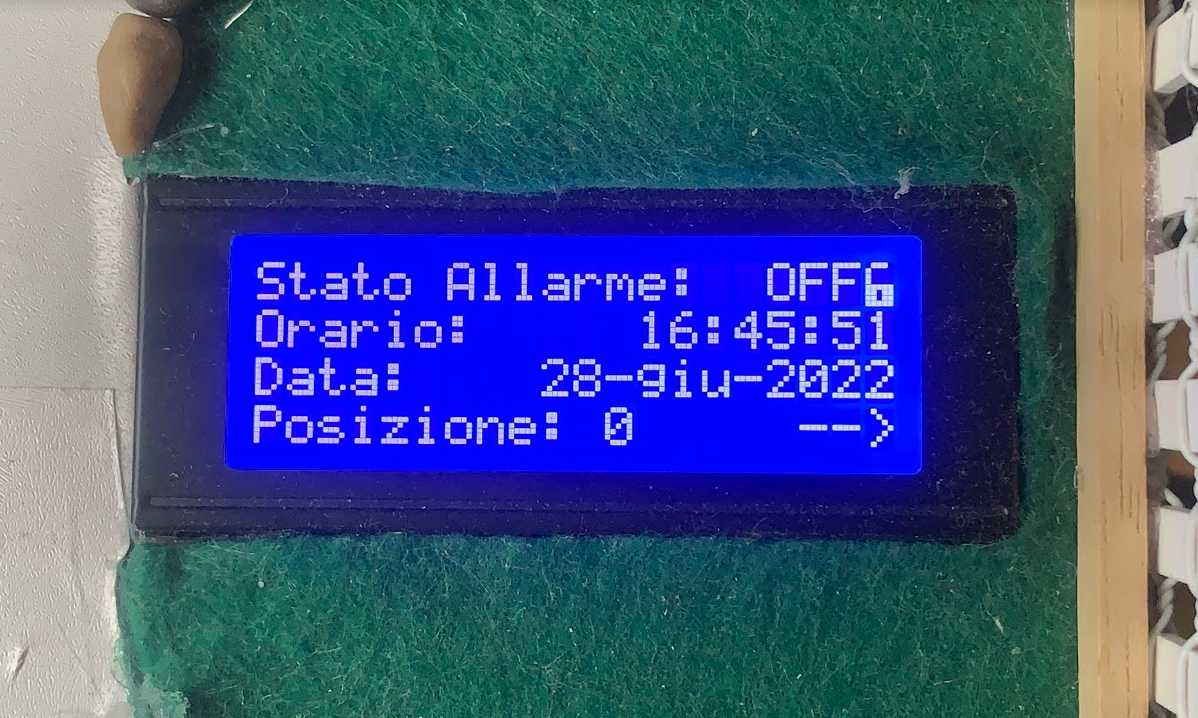 Stato Allarme: OFF
Orario: 16:45:51
Data: 28-giu-2022
Posizione: 0 -->